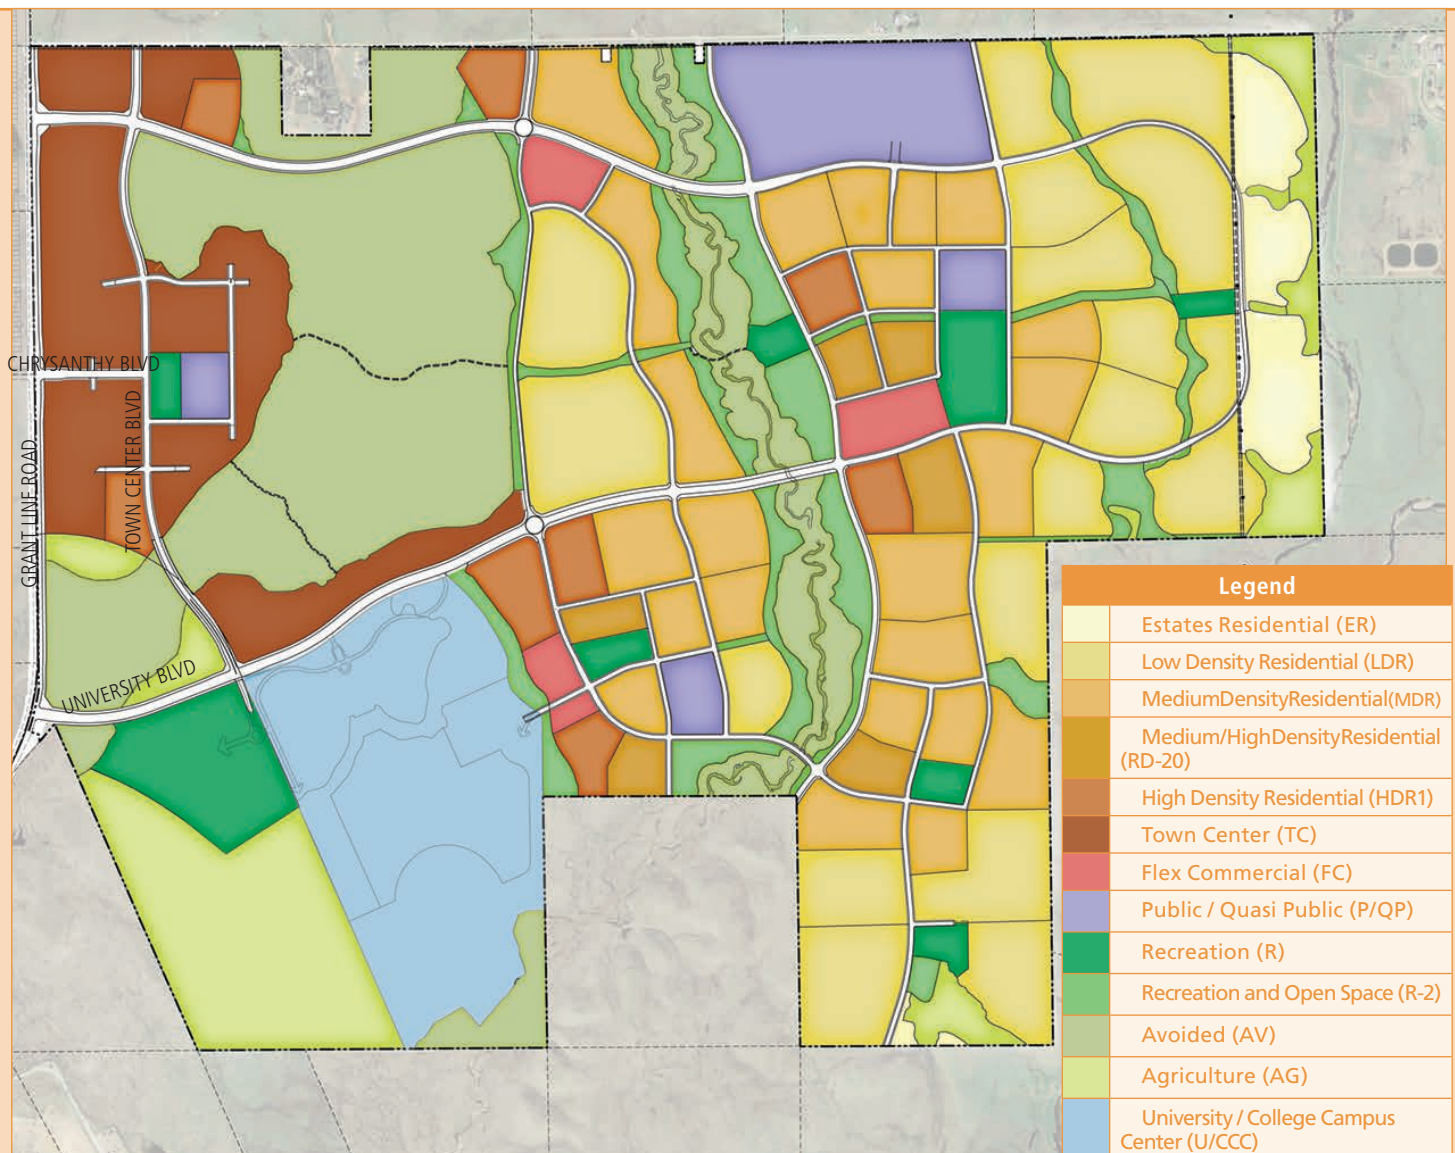 CHRYSANTHY BLVD
TOWN CENTER BLVD
GRANT LINE ROAD
UNIVERSITY BLVD
Legend
Estates Residential (ER)
Low Density Residential (LDR)
MediumDensityResidential(MDR)
Medium/HighDensityResidential
(RD-20)
High Density Residential (HDR1)
Town Center (TC)
Flex Commercial (FC)
Public / Quasi Public (P/QP)
Recreation (R)
Recreation and Open Space (R-2)
Avoided (AV)
Agriculture (AG)
University / College Campus
Center (U/CCC)